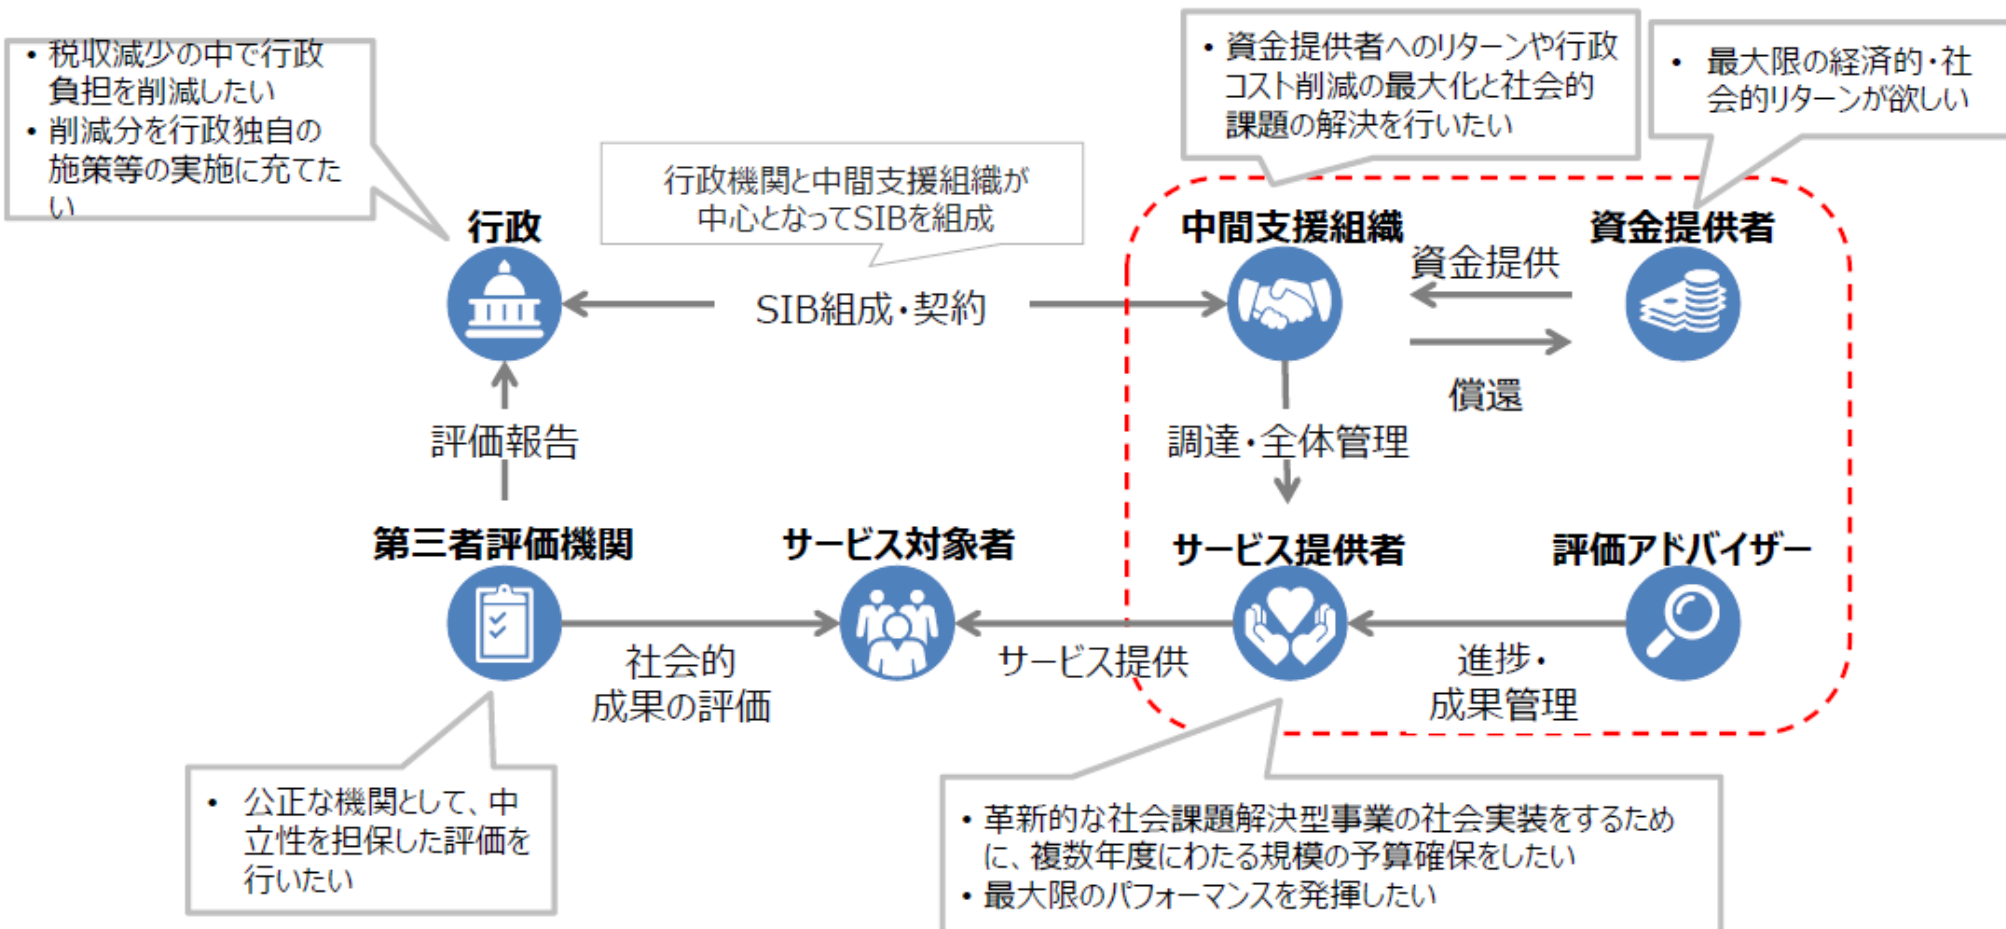 • 税収減少の中で行政
負担を削減したい
• 削減分を行政独自の
施策等の実施に充てた
い
行政機関と中間支援組織が
中心となってSIBを組成
• 資金提供者へのリターンや行政
コスト削減の最大化と社会的
課題の解決を行いたい
• 最大限の経済的・社
会的リターンが欲しい
行政
中間支援組織
資金提供者
SIB組成・契約
資金提供
償還
評価報告
調達・全体管理
第三者評価機関
サービス対象者
サービス提供者
評価アドバイザー
社会的
成果の評価
サービス提供
進捗・
成果管理
• 公正な機関として、中
立性を担保した評価を
行いたい
• 革新的な社会課題解決型事業の社会実装をするため
に、複数年度にわたる規模の予算確保をしたい
• 最大限のパフォーマンスを発揮したい